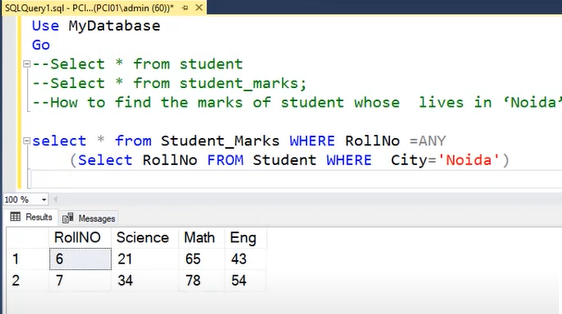 SQLQuery1.sql - PCI...(PCI01\admin (60))*
Use MyDatabase
Go
--Select * from student
--Select * from student_marks;
--How to find the marks of student whose  lives in ‘Noida’
select * from Student_Marks WHERE RollNo =ANY
(Select RollNo FROM Student WHERE  City='Noida')
100 %
Results Messages
RollNO Science Math Eng
1 6 21 65 43
2 7 34 78 54